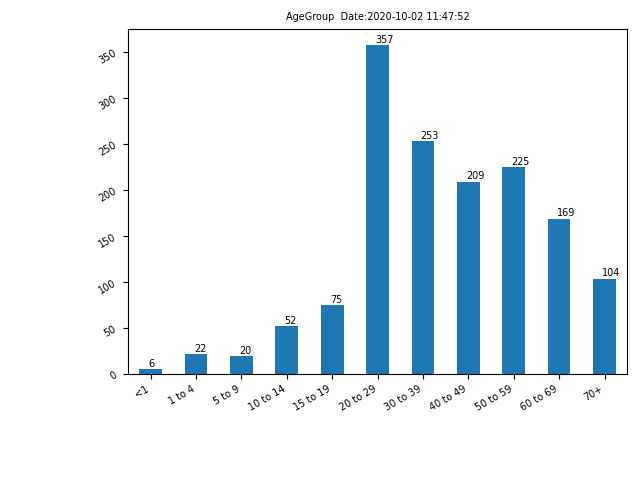 AgeGroup  Date:2020-10-02 11:47:52
350
300
250
200
150
100
50
0
6
22
20
52
75
357
253
209
225
169
104
<1
1 to 4
5 to 9
10 to 14
15 to 19
20 to 29
30 to 39
40 to 49
50 to 59
60 to 69
70+